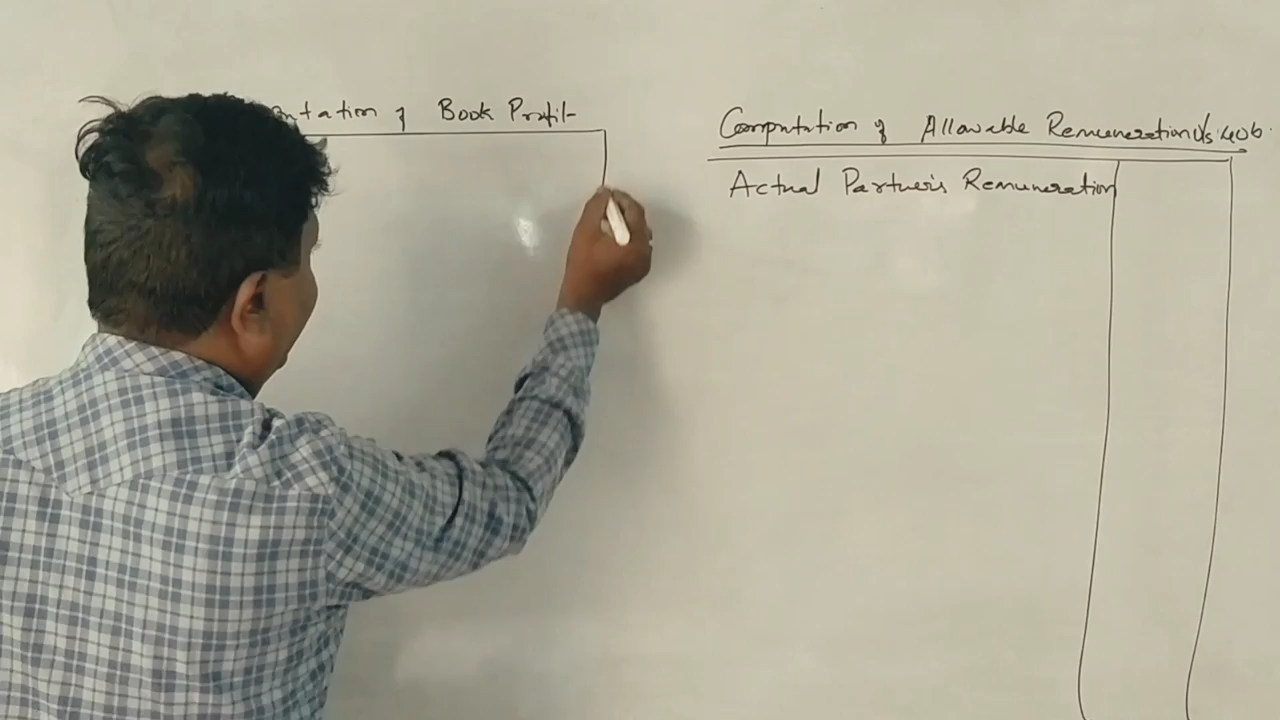 ntation of Book Profit
Computation of Allowable Remuneration U/s 40b
Actual Partner's Remuneration